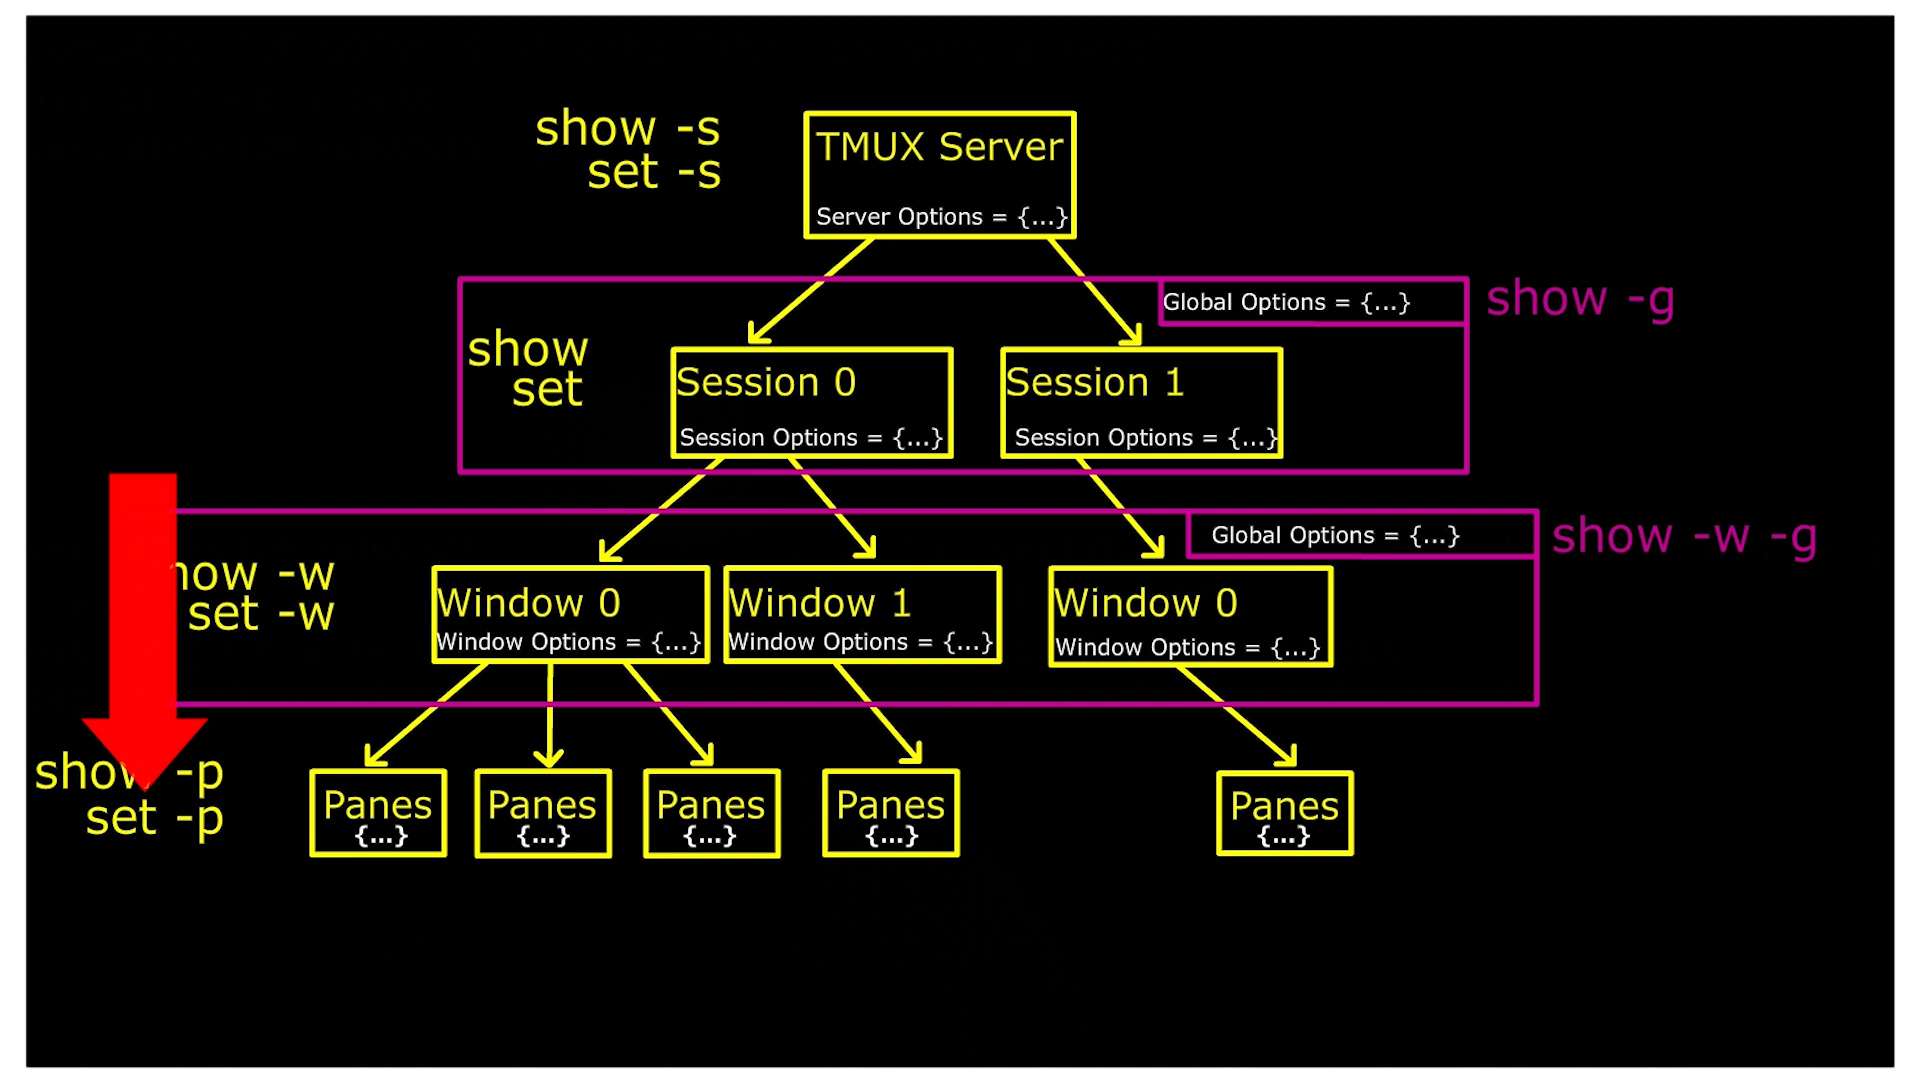 show -s
set -s
TMUX Server
Server Options = {...}
Global Options = {...}
show -g
show
set
Session 0
Session Options = {...}
Session 1
Session Options = {...}
Global Options = {...}
show -w -g
-w
set -w
Window 0
Window Options = {...}
Window 1
Window Options = {...}
Window 0
Window Options = {...}
show -p
set -p
Panes
{...}
Panes
{...}
Panes
{...}
Panes
{...}
Panes
{...}